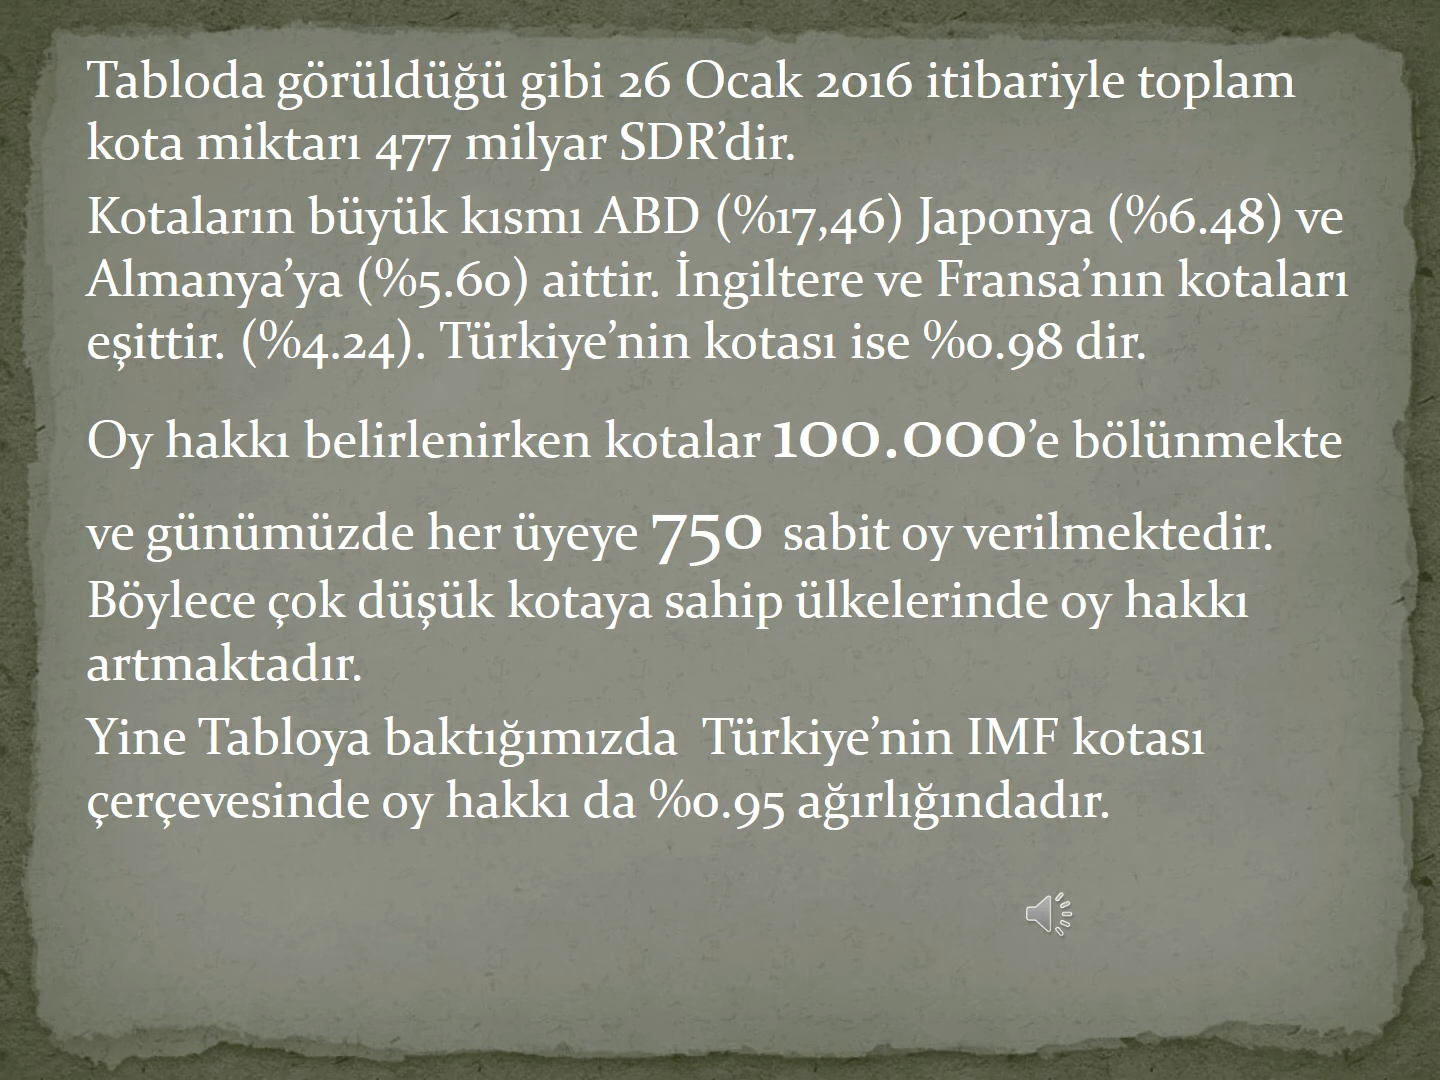 Tabloda görüldüğü gibi 26 Ocak 2016 itibariyle toplam
kota miktarı 477 milyar SDR’dir.
Kotaların büyük kısmı ABD (%17,46) Japonya (%6.48) ve
Almanya’ya (%5.60) aittir. İngiltere ve Fransa’nın kotaları
eşittir. (%4.24). Türkiye’nin kotası ise %0.98 dir.
Oy hakkı belirlenirken kotalar 100.000’e bölünmekte
ve günümüzde her üyeye 750 sabit oy verilmektedir.
Böylece çok düşük kotaya sahip ülkelerinde oy hakkı
artmaktadır.
Yine Tabloya baktığımızda Türkiye’nin IMF kotası
çerçevesinde oy hakkı da %0.95 ağırlığındadır.